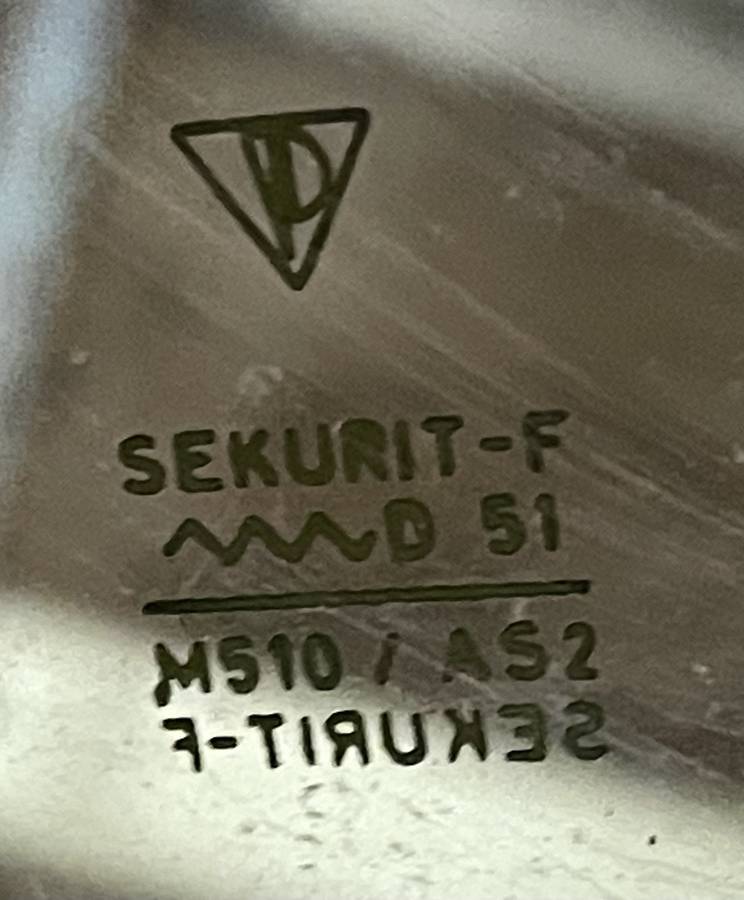 SEKURIT-F
D 51
M510 / AS2
SEKURIT-F